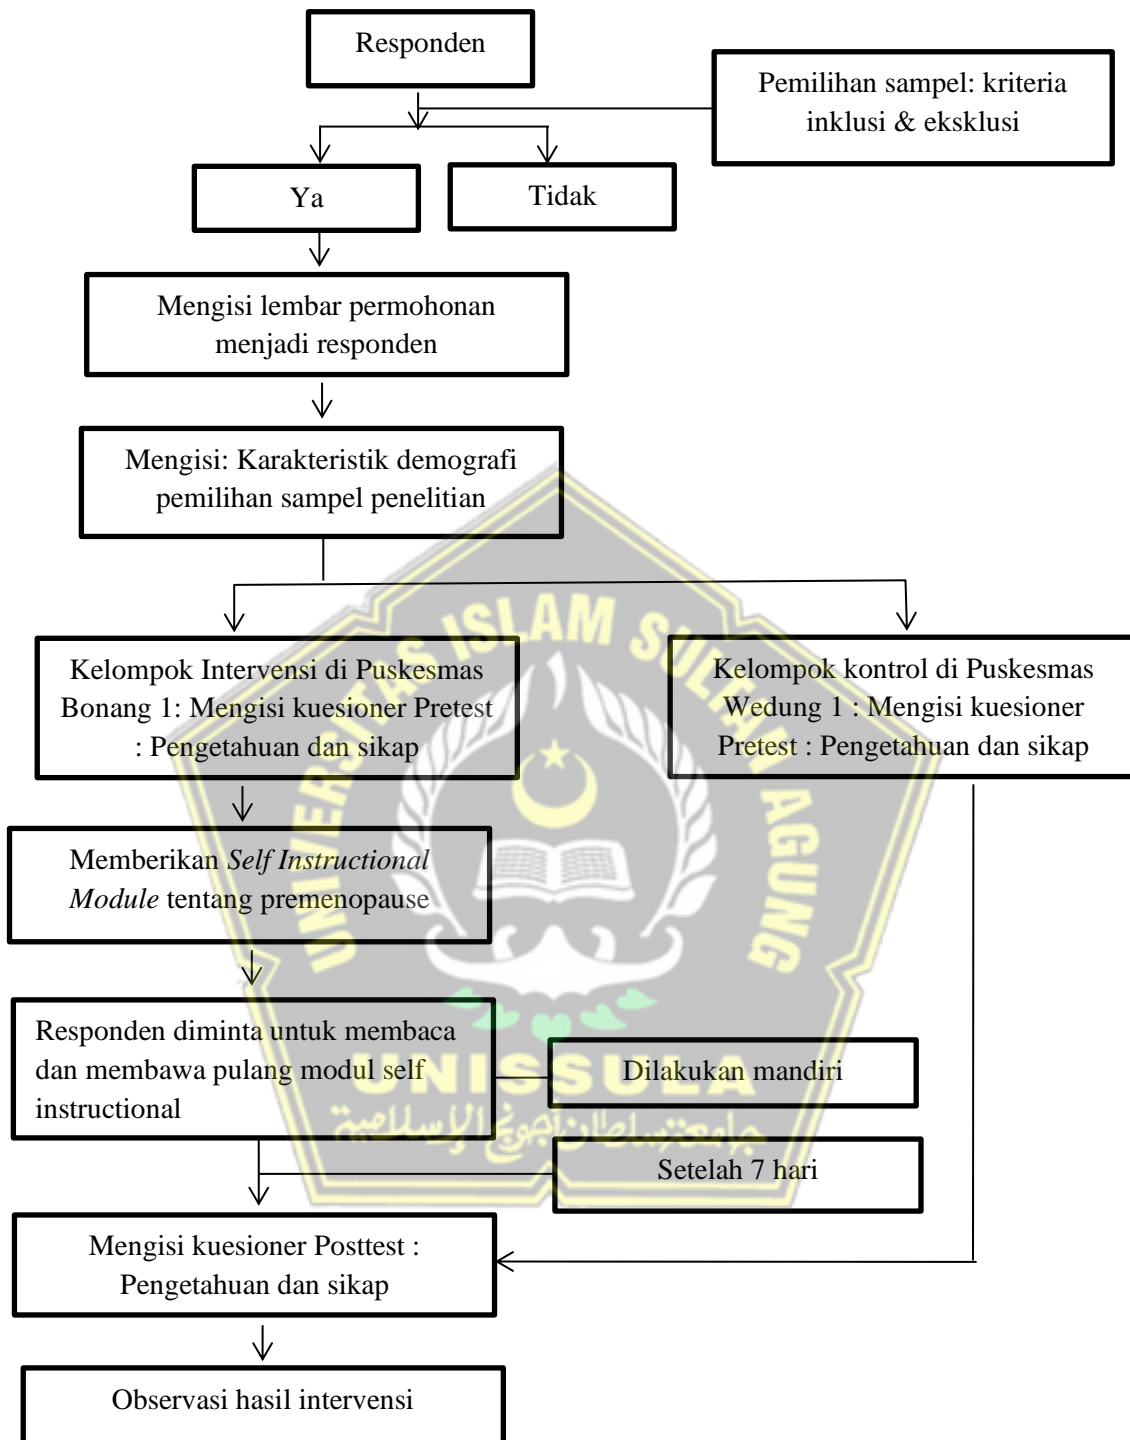 Responden
Pemilihan sampel: kriteria
inklusi & eksklusi
Ya
Tidak
Mengisi lembar permohonan
menjadi responden
Mengisi: Karakteristik demografi
pemilihan sampel penelitian
Kelompok Intervensi di Puskesmas
Bonang 1: Mengisi kuesioner Pretest
: Pengetahuan dan sikap
Kelompok kontrol di Puskesmas
Wedung 1 : Mengisi kuesioner
Pretest : Pengetahuan dan sikap
UNIVERSITAS ISLAM SULTAN AGUNG
Memberikan Self Instructional
Module tentang premenopause
Responden diminta untuk membaca
dan membawa pulang modul self
instructional
Dilakukan mandiri
UNISSULA
جامعة سلطان أجونج الإسلامية
Setelah 7 hari
Mengisi kuesioner Posttest :
Pengetahuan dan sikap
Observasi hasil intervensi